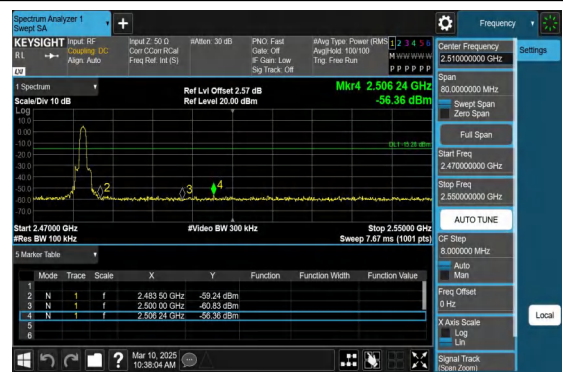 Spectrum Analyzer 1
Swept SA
Frequency
KEYSIGHT
Input: RF
Input Z: 50 Ω
#Atten: 30 dB
PNO: Fast
#Avg Type: Power (RMS
1 2 3 4 5 6
R L
Coupling: DC
Corr CCorr RCal
Gate: Off
Avg|Hold: 100/100
M W W W W W
Align: Auto
Freq Ref: Int (S)
IF Gain: Low
Trig: Free Run
P P P P P P
Sig Track: Off
LXI
1 Spectrum
Ref Lvl Offset 2.57 dB
Mkr4 2.506 24 GHz
Scale/Div 10 dB
Ref Level 20.00 dBm
-56.36 dBm
Log
10.0
0.00
-10.0
DL1 -15.28 dBm
-20.0
-30.0
-40.0
-50.0
2
3
4
-60.0
-70.0
Start 2.47000 GHz
#Video BW 300 kHz
Stop 2.55000 GHz
#Res BW 100 kHz
Sweep 7.67 ms (1001 pts)
5 Marker Table
Mode Trace Scale X Y Function Function Width Function Value
1
2 N 1 f 2.483 50 GHz -59.24 dBm
3 N 1 f 2.500 00 GHz -60.83 dBm
4 N 1 f 2.506 24 GHz -56.36 dBm
5
6
Mar 10, 2025
10:38:04 AM
Center Frequency
2.510000000 GHz
Settings
Span
80.0000000 MHz
Swept Span
Zero Span
Full Span
Start Freq
2.470000000 GHz
Stop Freq
2.550000000 GHz
AUTO TUNE
CF Step
8.000000 MHz
Auto
Man
Freq Offset
0 Hz
Local
X Axis Scale
Log
Lin
Signal Track
(Span Zoom)